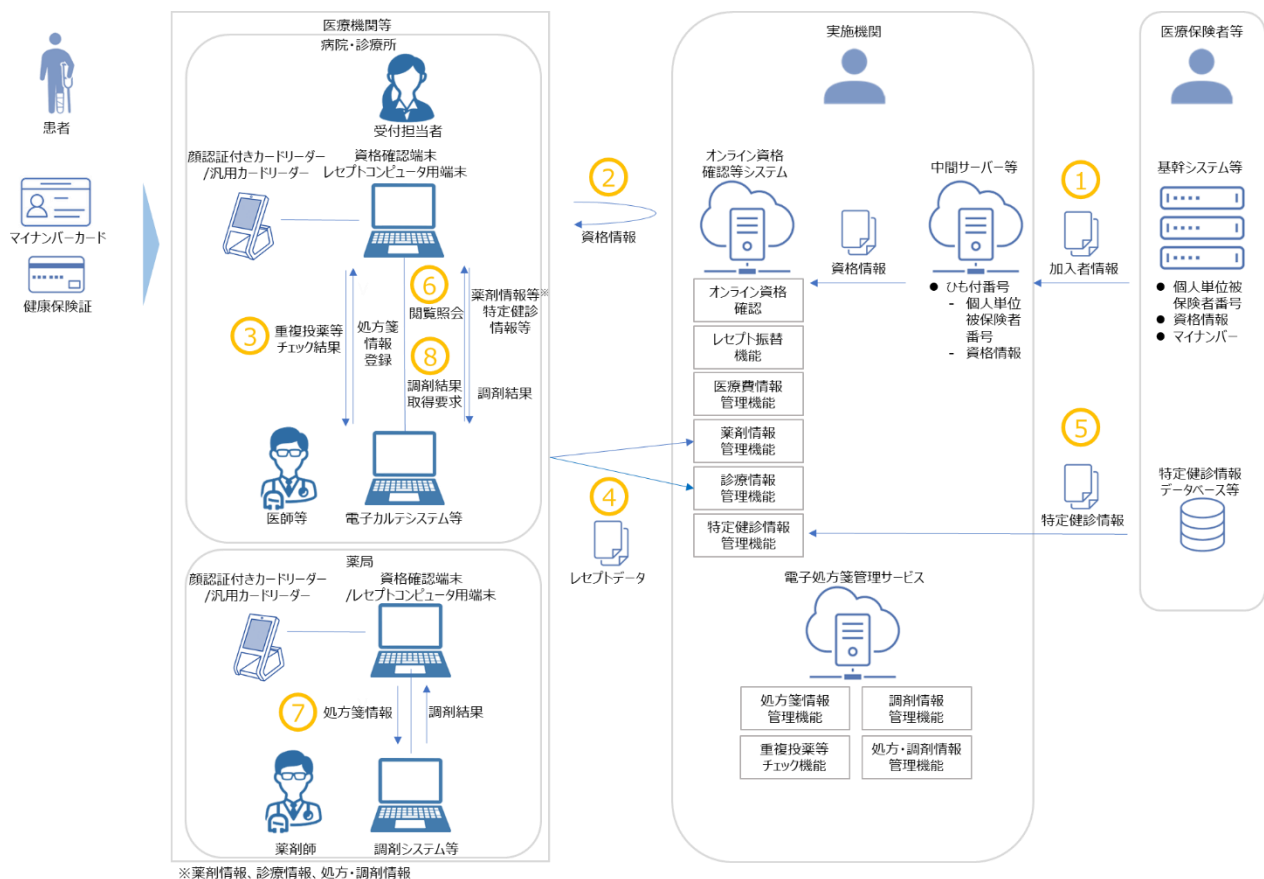 医療機関等
病院・診療所
受付担当者
患者
マイナンバーカード
健康保険証
顔認証付きカードリーダー
/汎用カードリーダー
資格確認端末
レセプトコンピュータ用端末
③
重複投薬等
チェック結果
処方箋
情報
登録
⑥
閲覧照会
薬剤情報等※
特定健診
情報等
⑧
調剤結果
取得要求
調剤結果
医師等
電子カルテシステム等
薬局
顔認証付きカードリーダー
/汎用カードリーダー
資格確認端末
/レセプトコンピュータ用端末
⑦
処方箋情報
調剤結果
薬剤師
調剤システム等
※薬剤情報、診療情報、処方・調剤情報
②
資格情報
④
レセプトデータ
実施機関
オンライン資格
確認等システム
オンライン資格
確認
レセプト振替
機能
医療費情報
管理機能
薬剤情報
管理機能
診療情報
管理機能
特定健診情報
管理機能
資格情報
中間サーバー等
● ひも付番号
- 個人単位
被保険者
番号
- 資格情報
電子処方箋管理サービス
処方箋情報
管理機能
調剤情報
管理機能
重複投薬等
チェック機能
処方・調剤情報
管理機能
①
加入者情報
⑤
特定健診情報
医療保険者等
基幹システム等
● 個人単位被
保険者番号
● 資格情報
● マイナンバー
特定健診情報
データベース等